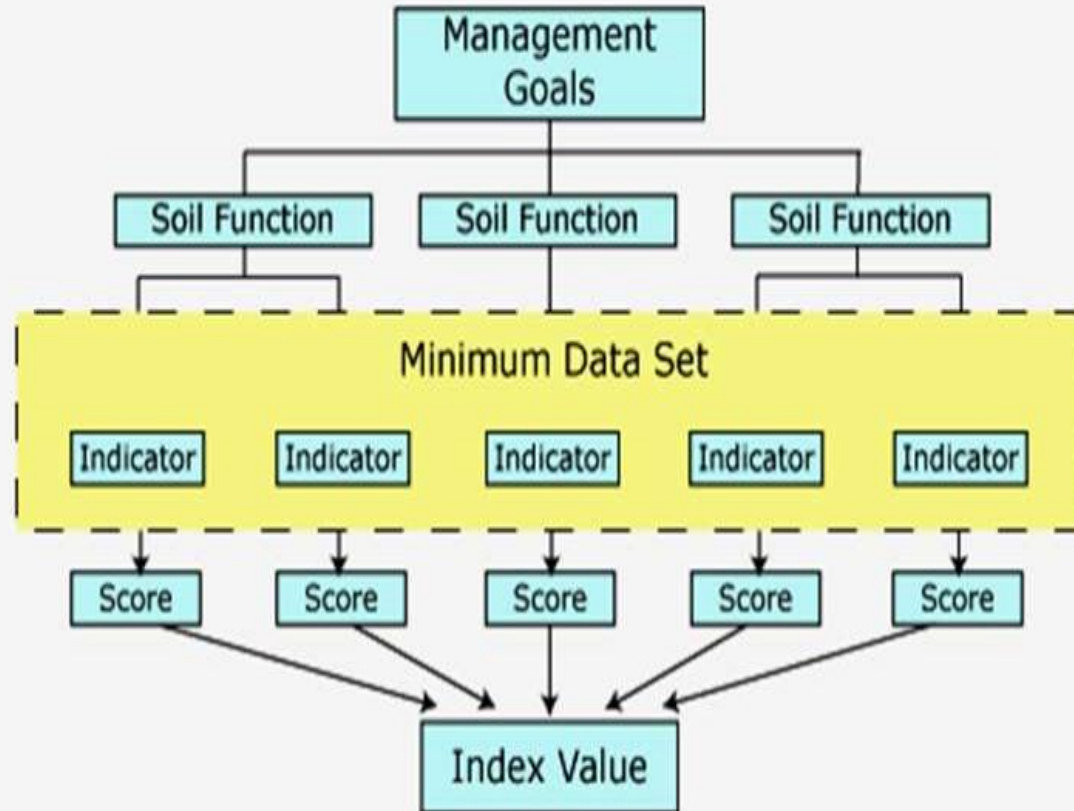 Management
Goals
Soil Function
Soil Function
Soil Function
Minimum Data Set
Indicator
Indicator
Indicator
Indicator
Indicator
Score
Score
Score
Score
Score
Index Value